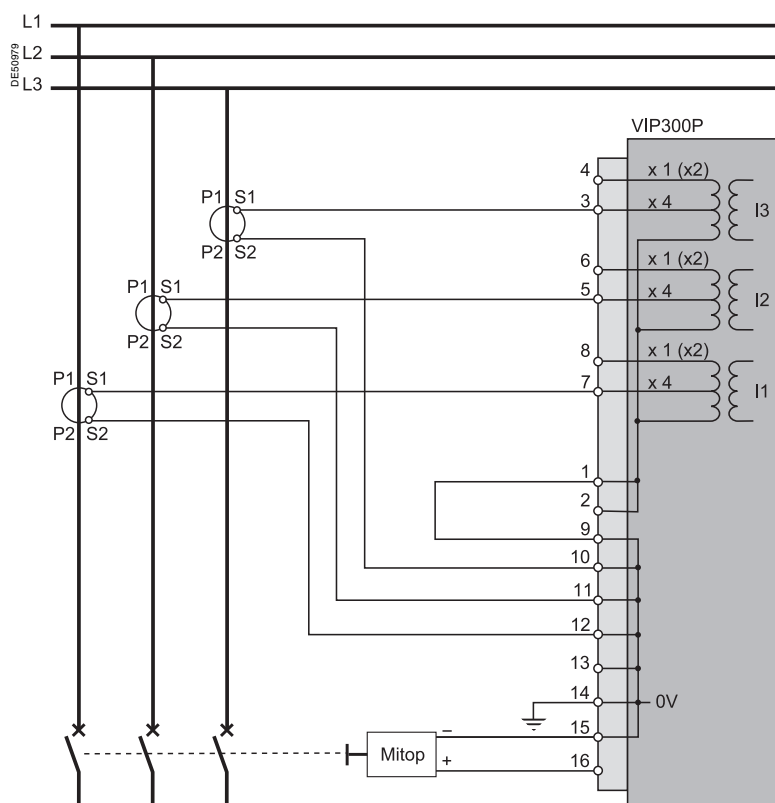 L1
L2
DE50979
L3
VIP300P
4 x 1 (x2)
P1 S1 3 x 4 I3
P2 S2
6 x 1 (x2)
P1 S1 5 x 4 I2
P2 S2
8 x 1 (x2)
P1 S1 7 x 4 I1
P2 S2
1
2
9
10
11
12
13
14 0V
– 15
Mitop
+ 16